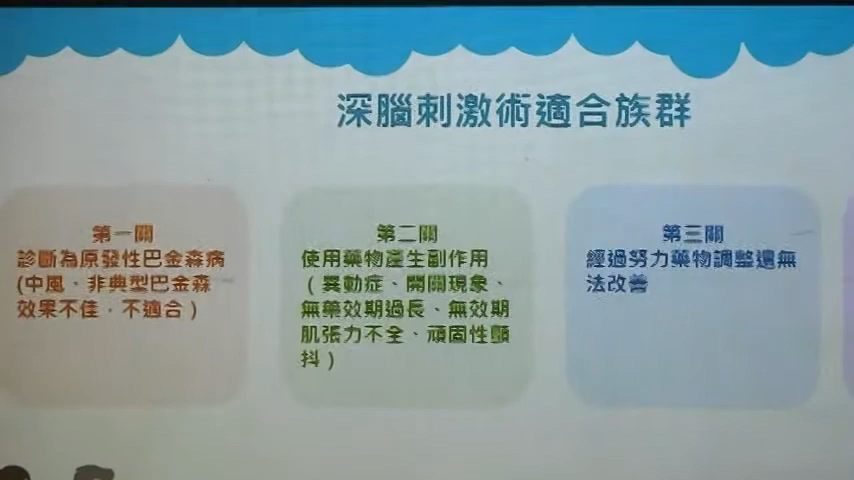 深腦刺激術適合族群
第一關
診斷為原發性巴金森病
(中風、非典型巴金森
效果不佳，不適合)
第二關
使用藥物產生副作用
(異動症、開關現象、
無藥效期過長、無效期
肌張力不全、頑固性顫
抖)
第三關
經過努力藥物調整還無
法改善